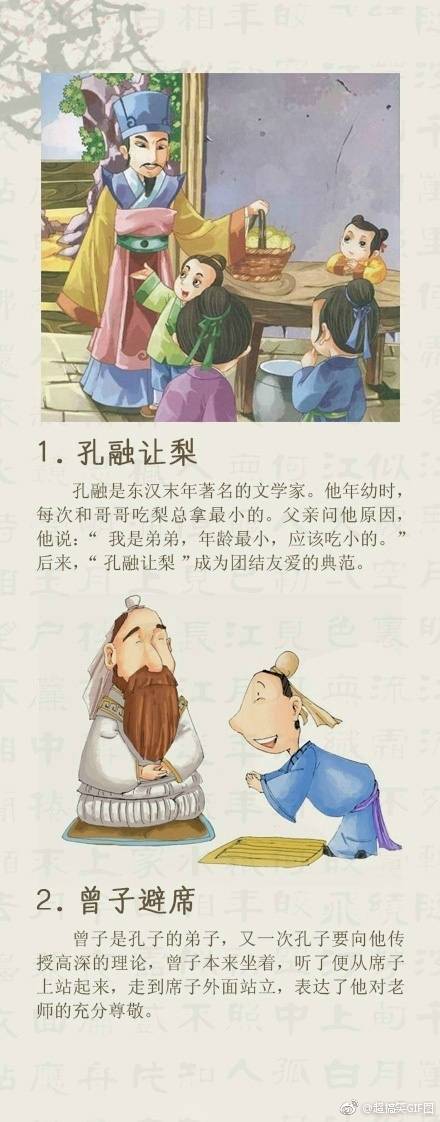 1. 孔融让梨
孔融是东汉末年著名的文学家。他年幼时，
每次和哥哥吃梨总拿最小的。父亲问他原因，
他说：“ 我是弟弟，年龄最小，应该吃小的。”
后来，“ 孔融让梨 ”成为团结友爱的典范。
2. 曾子避席
曾子是孔子的弟子，又一次孔子要向他传
授高深的理论，曾子本来坐着，听了便从席子
上站起来，走到席子外面站立，表达了他对老
师的充分尊敬。
@超搞笑GIF图